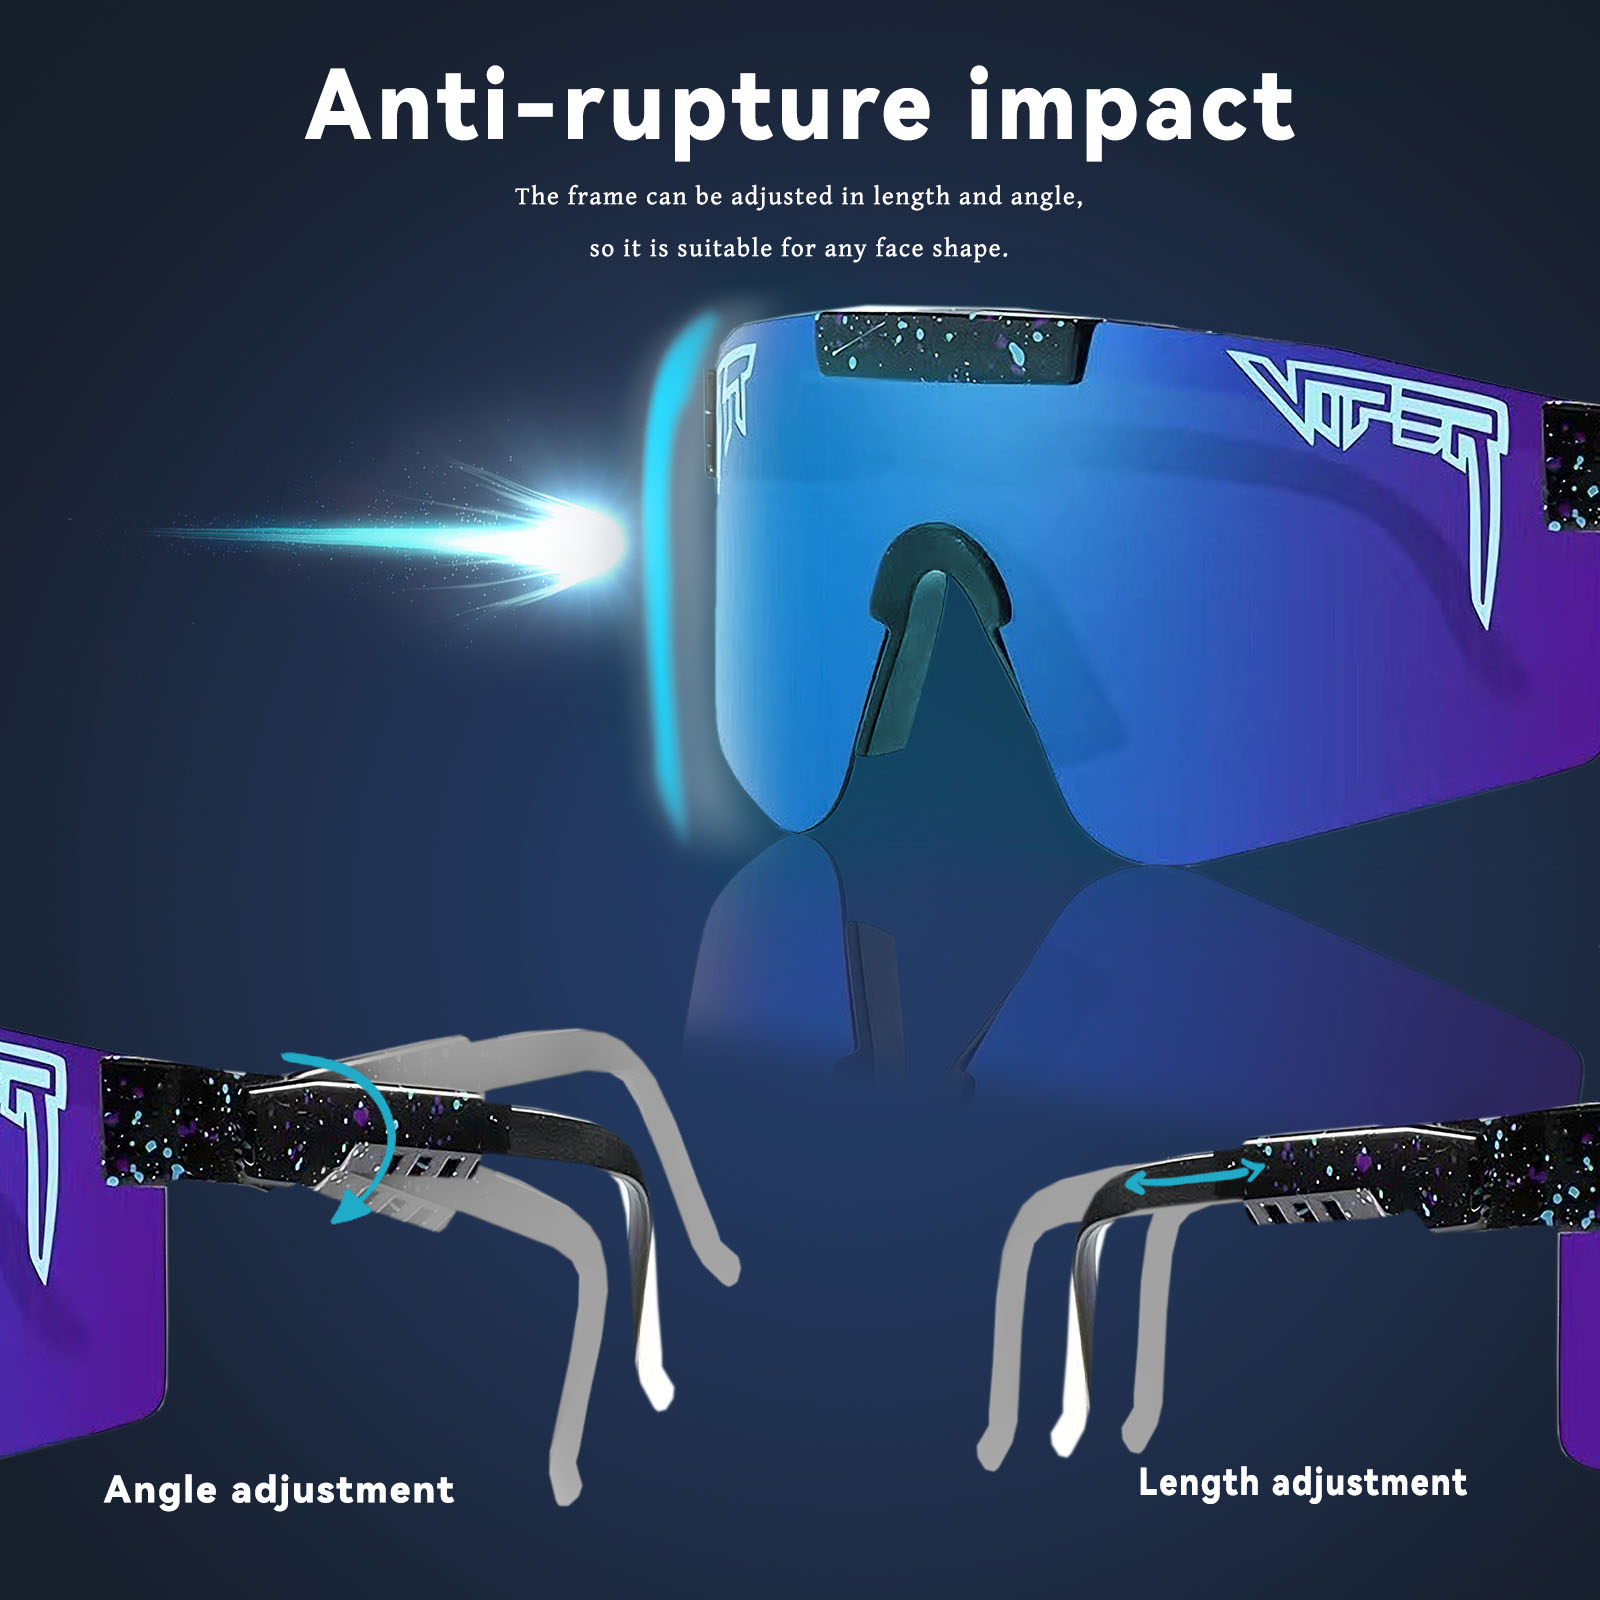 Anti-rupture impact
The frame can be adjusted in length and angle,
so it is suitable for any face shape.
VIPER
Angle adjustment
Length adjustment